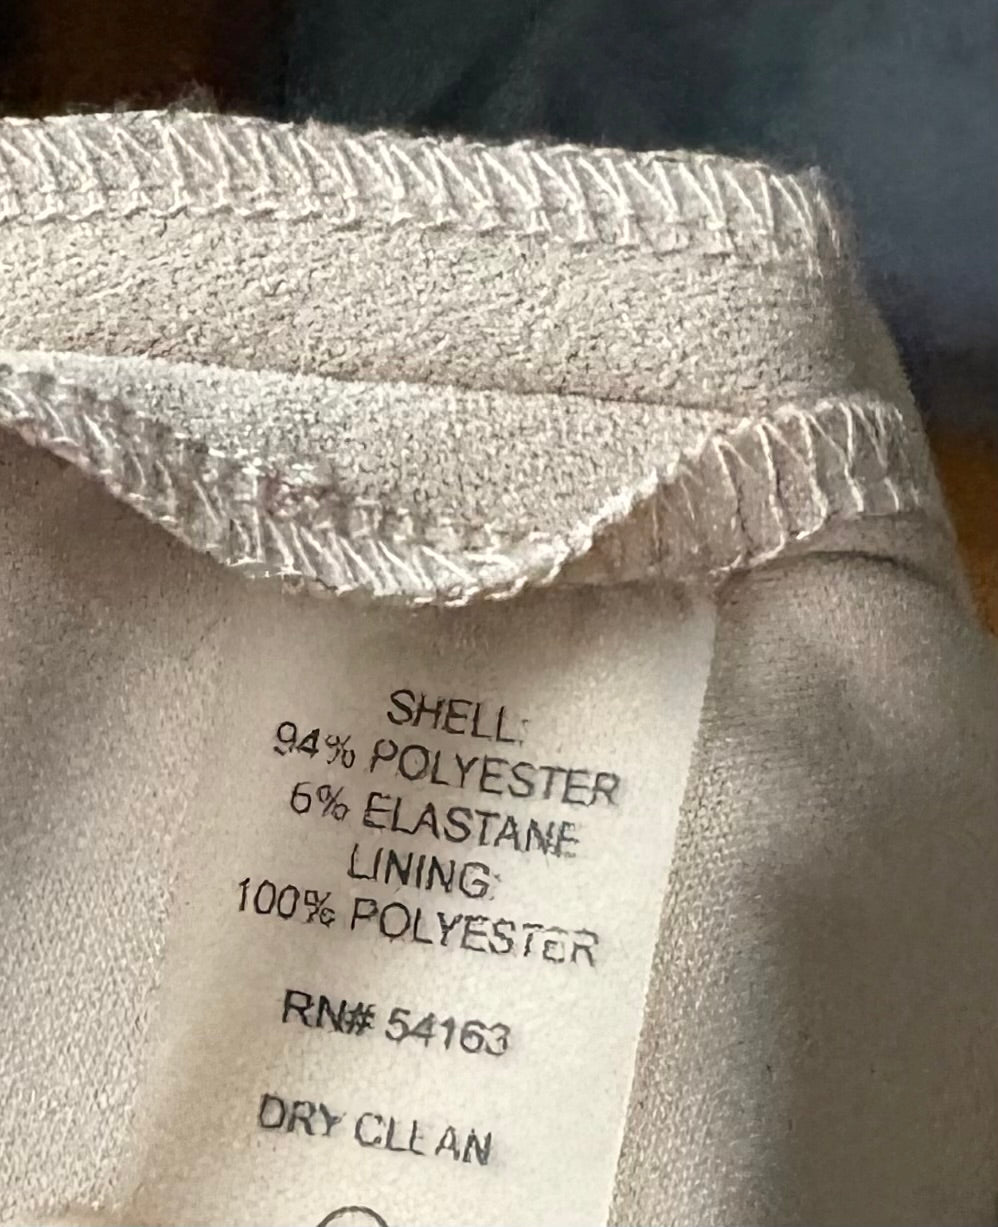 SHELL:
94% POLYESTER
6% ELASTANE
LINING:
100% POLYESTER
RN# 54163
DRY CLEAN